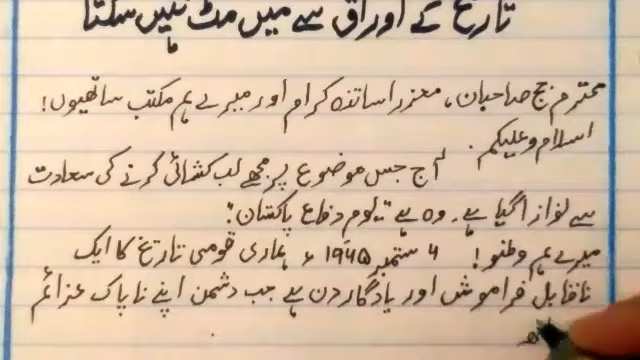 تاریخ کے اوراق سے میں مٹ نہیں سکتا
محترم جج صاحبان، معزز اساتذہ کرام اور میرے ہم مکتب ساتھیوں!
اسلام وعلیکم.
آج جس موضوع پر مجھے لب کشائی کرنے کی سعادت
سے نوازا گیا ہے۔ وہ ہے "یوم دفاع پاکستان"
میرے ہم وطنو! 6 ستمبر 1965ء ہماری قومی تاریخ کا ایک
ناقابل فراموش اور یادگار دن ہے جب دشمن اپنے ناپاک عزائم